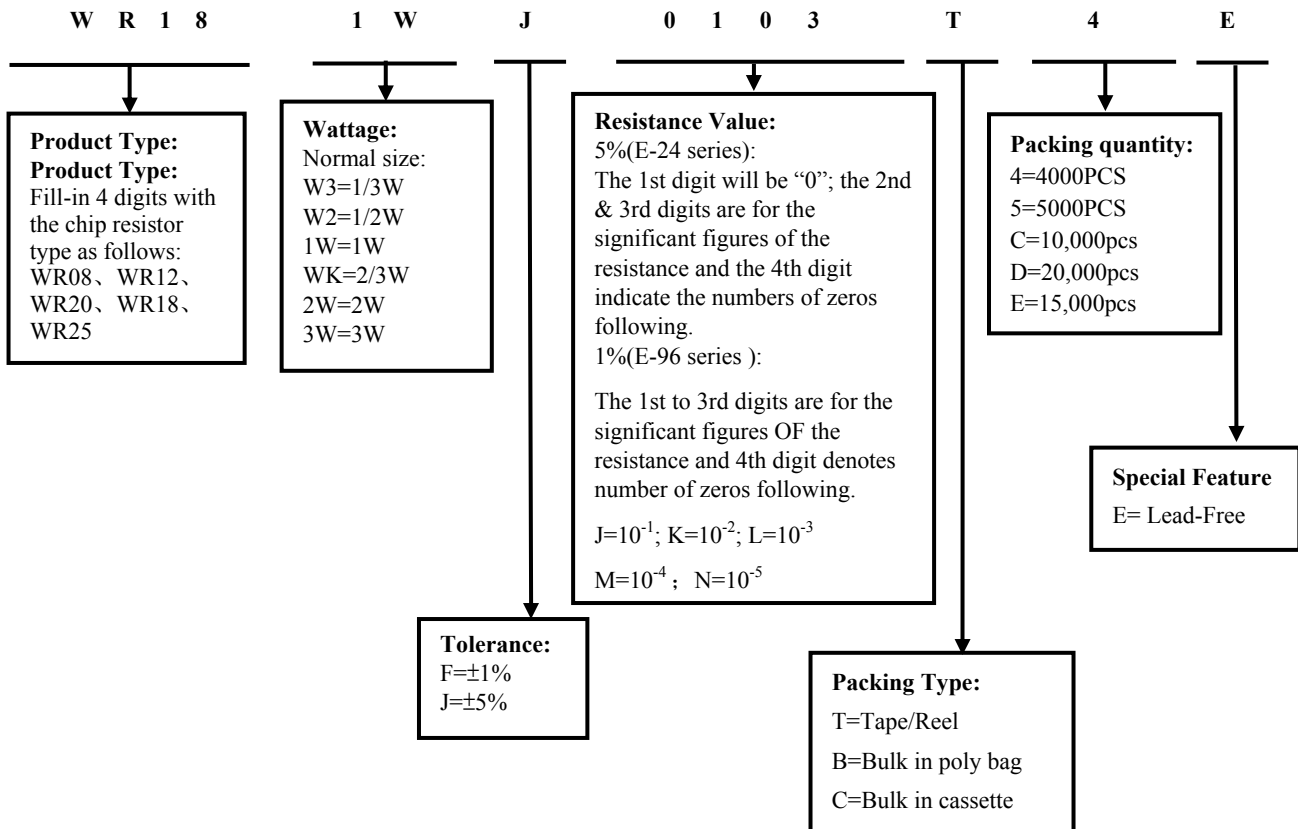 W R 1 8 1 W J 0 1 0 3 T 4 E
Product Type:
Product Type:
Fill-in 4 digits with
the chip resistor
type as follows:
WR08、WR12、
WR20、WR18、
WR25
Wattage:
Normal size:
W3=1/3W
W2=1/2W
1W=1W
WK=2/3W
2W=2W
3W=3W
Resistance Value:
5%(E-24 series):
The 1st digit will be “0”; the 2nd
& 3rd digits are for the
significant figures of the
resistance and the 4th digit
indicate the numbers of zeros
following.
1%(E-96 series ):
The 1st to 3rd digits are for the
significant figures OF the
resistance and 4th digit denotes
number of zeros following.
J=10⁻¹; K=10⁻²; L=10⁻³
M=10⁻⁴ ; N=10⁻⁵
Packing quantity:
4=4000PCS
5=5000PCS
C=10,000pcs
D=20,000pcs
E=15,000pcs
Special Feature
E= Lead-Free
Tolerance:
F=±1%
J=±5%
Packing Type:
T=Tape/Reel
B=Bulk in poly bag
C=Bulk in cassette